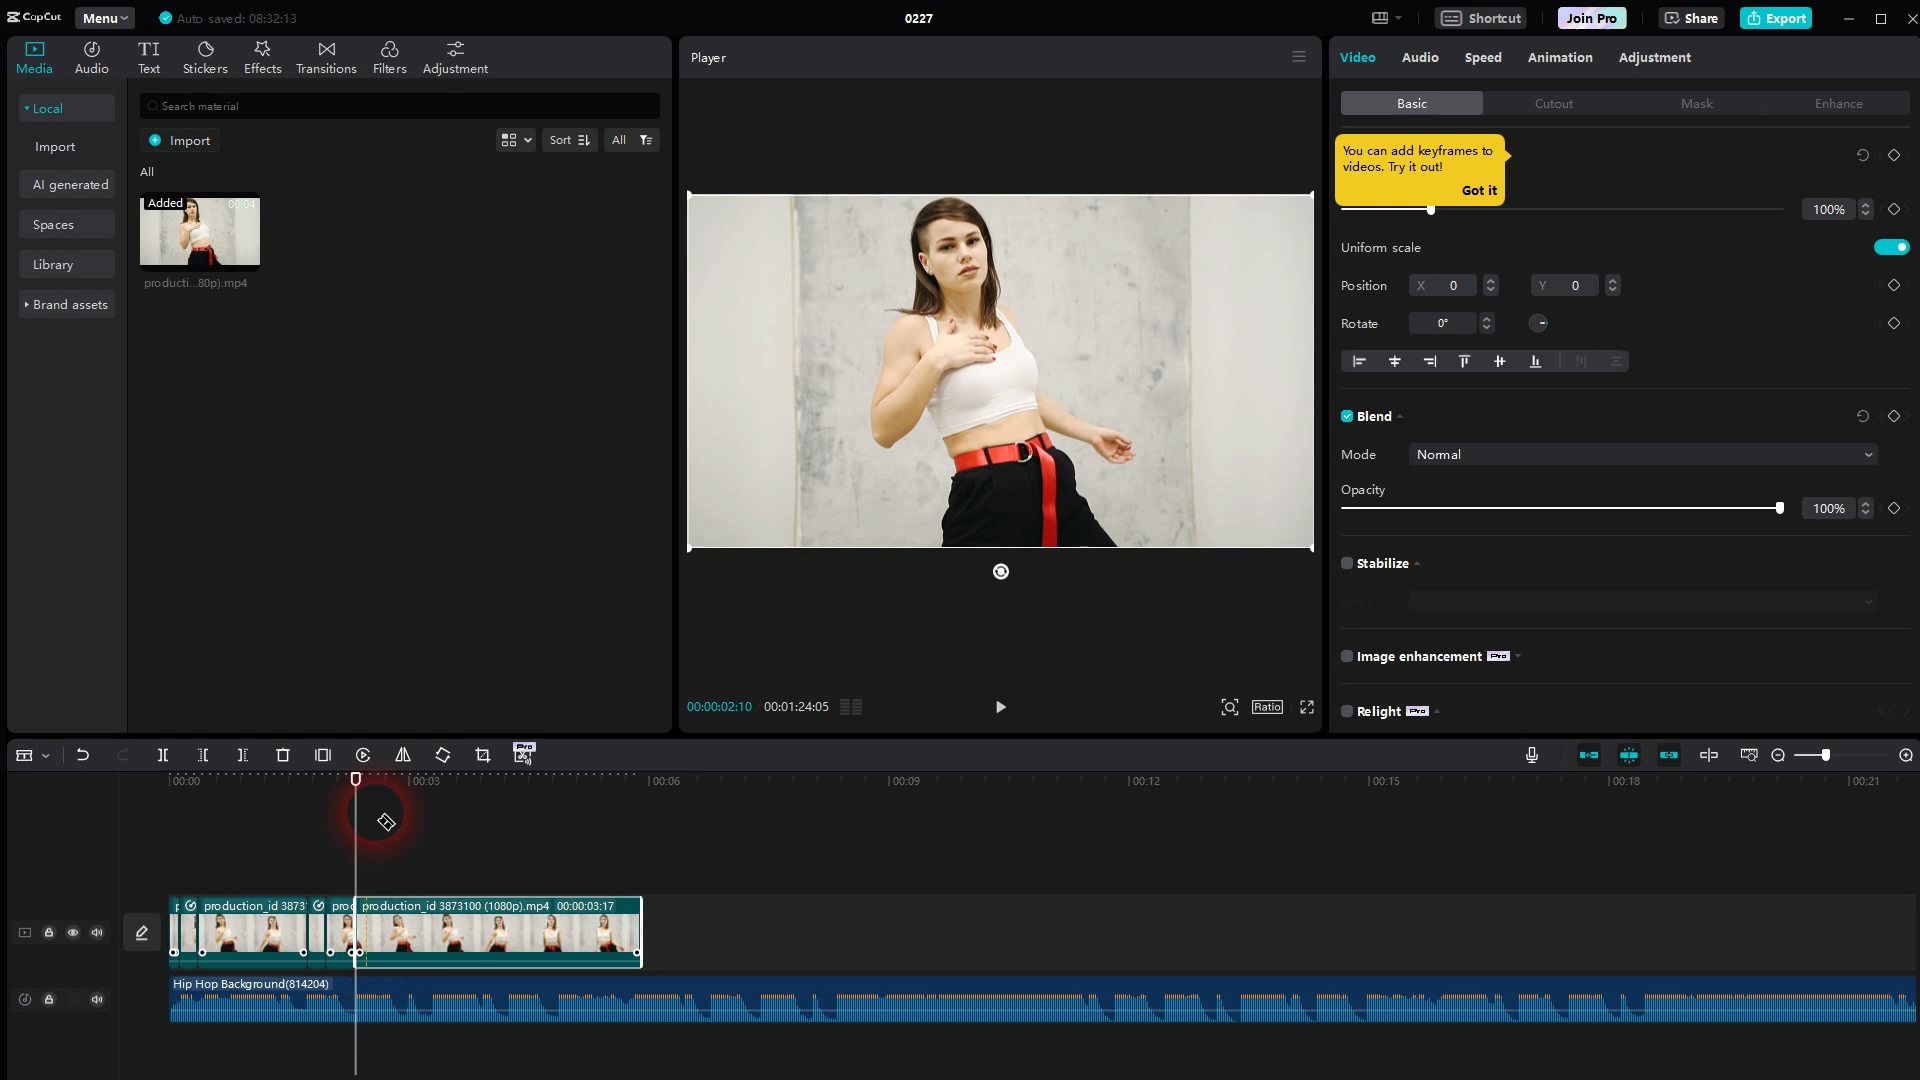 CapCut
Menu
Auto saved: 08:32:13
0227
Shortcut
Join Pro
Share
Export
Media
Audio
Text
Stickers
Effects
Transitions
Filters
Adjustment
Local
Import
AI generated
Spaces
Library
Brand assets
Search material
Import
Sort
All
All
Added
00:04
producti...80p).mp4
Player
00:00:02:10
00:01:24:05
Ratio
Video
Audio
Speed
Animation
Adjustment
Basic
Cutout
Mask
Enhance
You can add keyframes to
videos. Try it out!
Got it
100%
Uniform scale
Position
X 0
Y 0
Rotate
0°
Blend
Mode
Normal
Opacity
100%
Stabilize
Image enhancement Pro
Relight Pro
Pro
00:00
00:03
00:06
00:09
00:12
00:15
00:18
00:21
production_id 3873
production_id 3873100 (1080p).mp4 00:00:03:17
Hip Hop Background(814204)